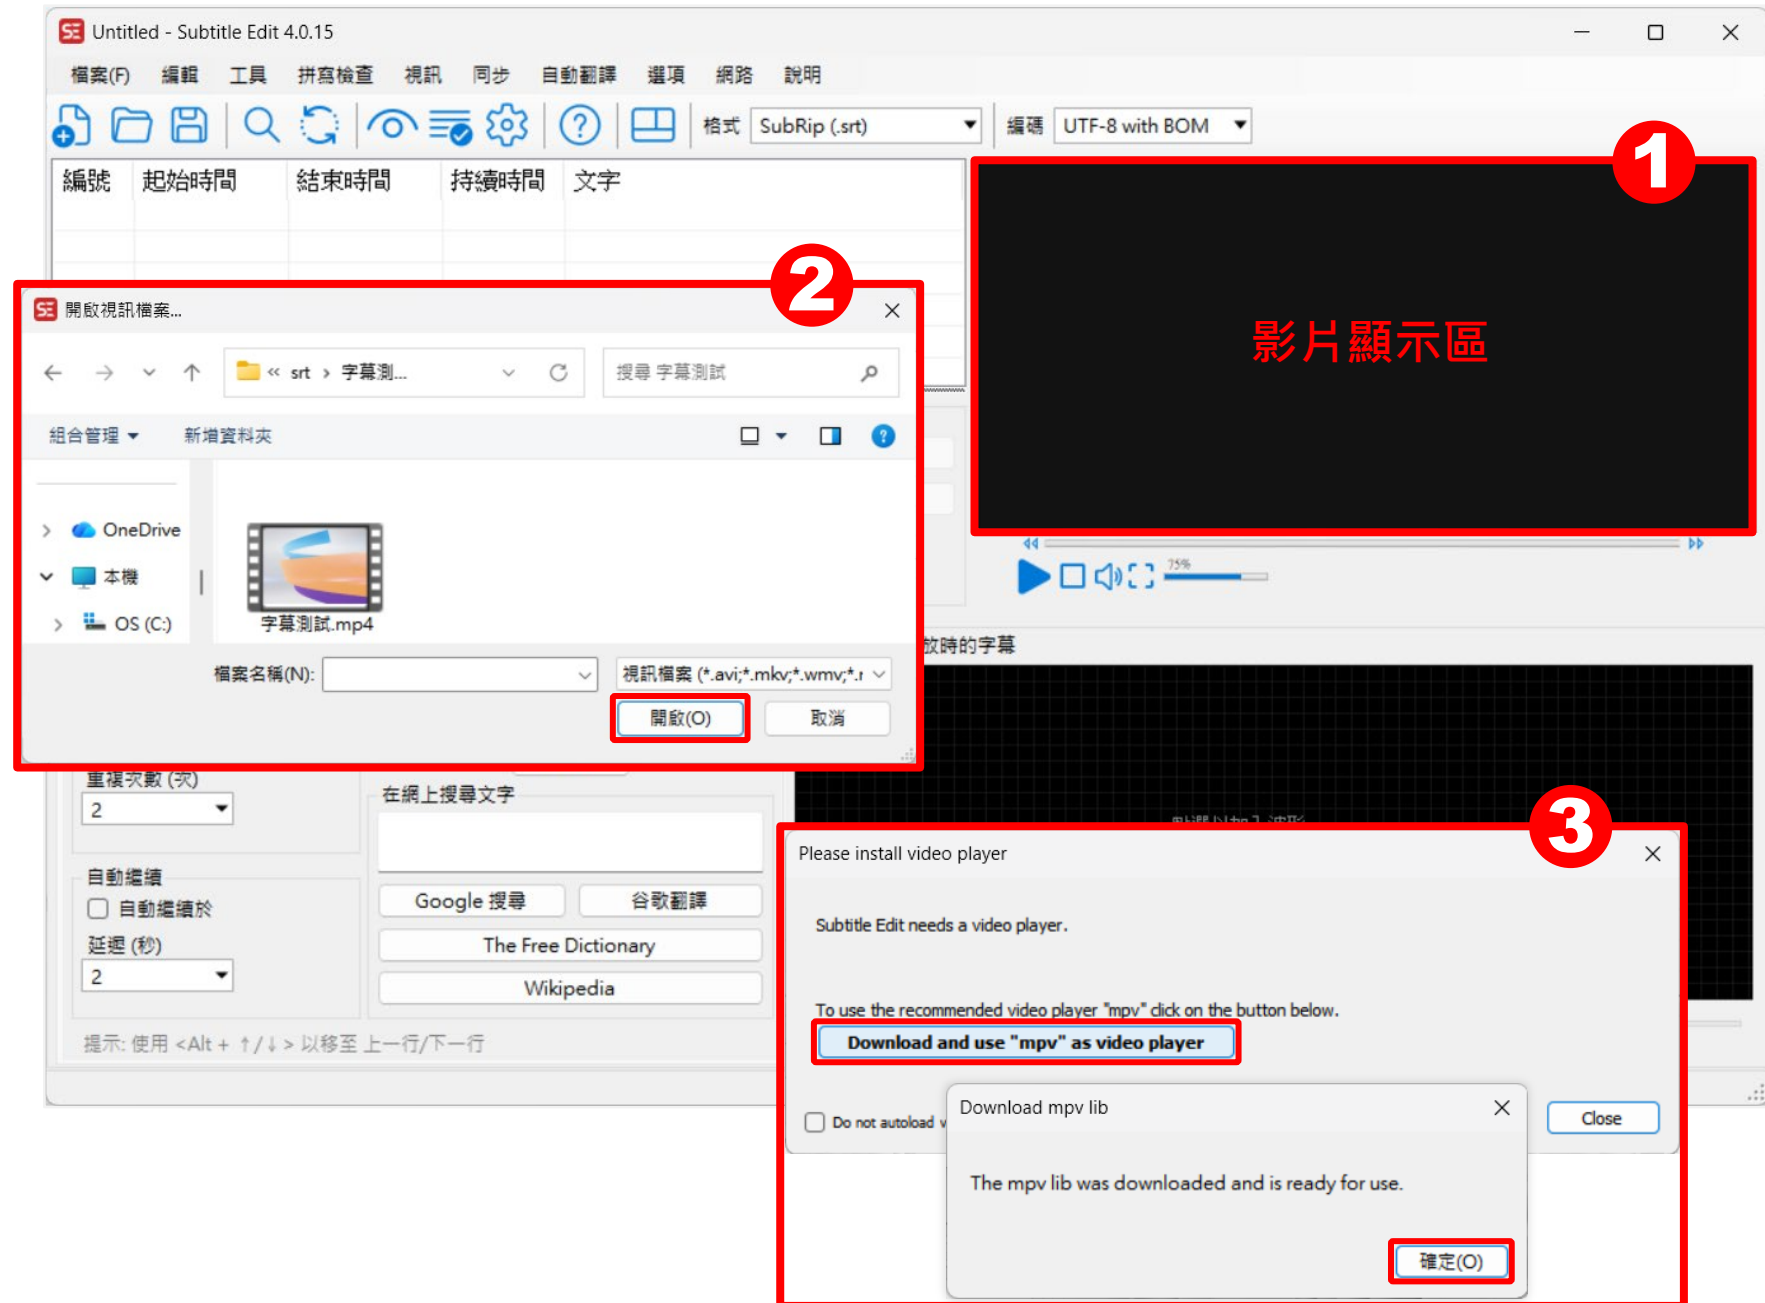 SE Untitled - Subtitle Edit 4.0.15
檔案(F) 編輯 工具 拼寫檢查 視訊 同步 自動翻譯 選項 網路 說明
格式 SubRip (.srt) 編碼 UTF-8 with BOM
編號 起始時間 結束時間 持續時間 文字
1
影片顯示區
75%
2
SE 開啟視訊檔案...
« srt › 字幕測... 搜尋 字幕測試
組合管理 新增資料夾
OneDrive
本機
OS (C:)
字幕測試.mp4
檔案名稱(N): 視訊檔案 (*.avi;*.mkv;*.wmv;*.
開啟(O) 取消
放時的字幕
重複次數 (次)
2
自動繼續
自動繼續於
延遲 (秒)
2
在網上搜尋文字
Google 搜尋 谷歌翻譯
The Free Dictionary
Wikipedia
提示: 使用 <Alt + ↑/↓ > 以移至 上一行/下一行
3
Please install video player
Subtitle Edit needs a video player.
To use the recommended video player "mpv" click on the button below.
Download and use "mpv" as video player
Do not autoload
Close
Download mpv lib
The mpv lib was downloaded and is ready for use.
確定(O)